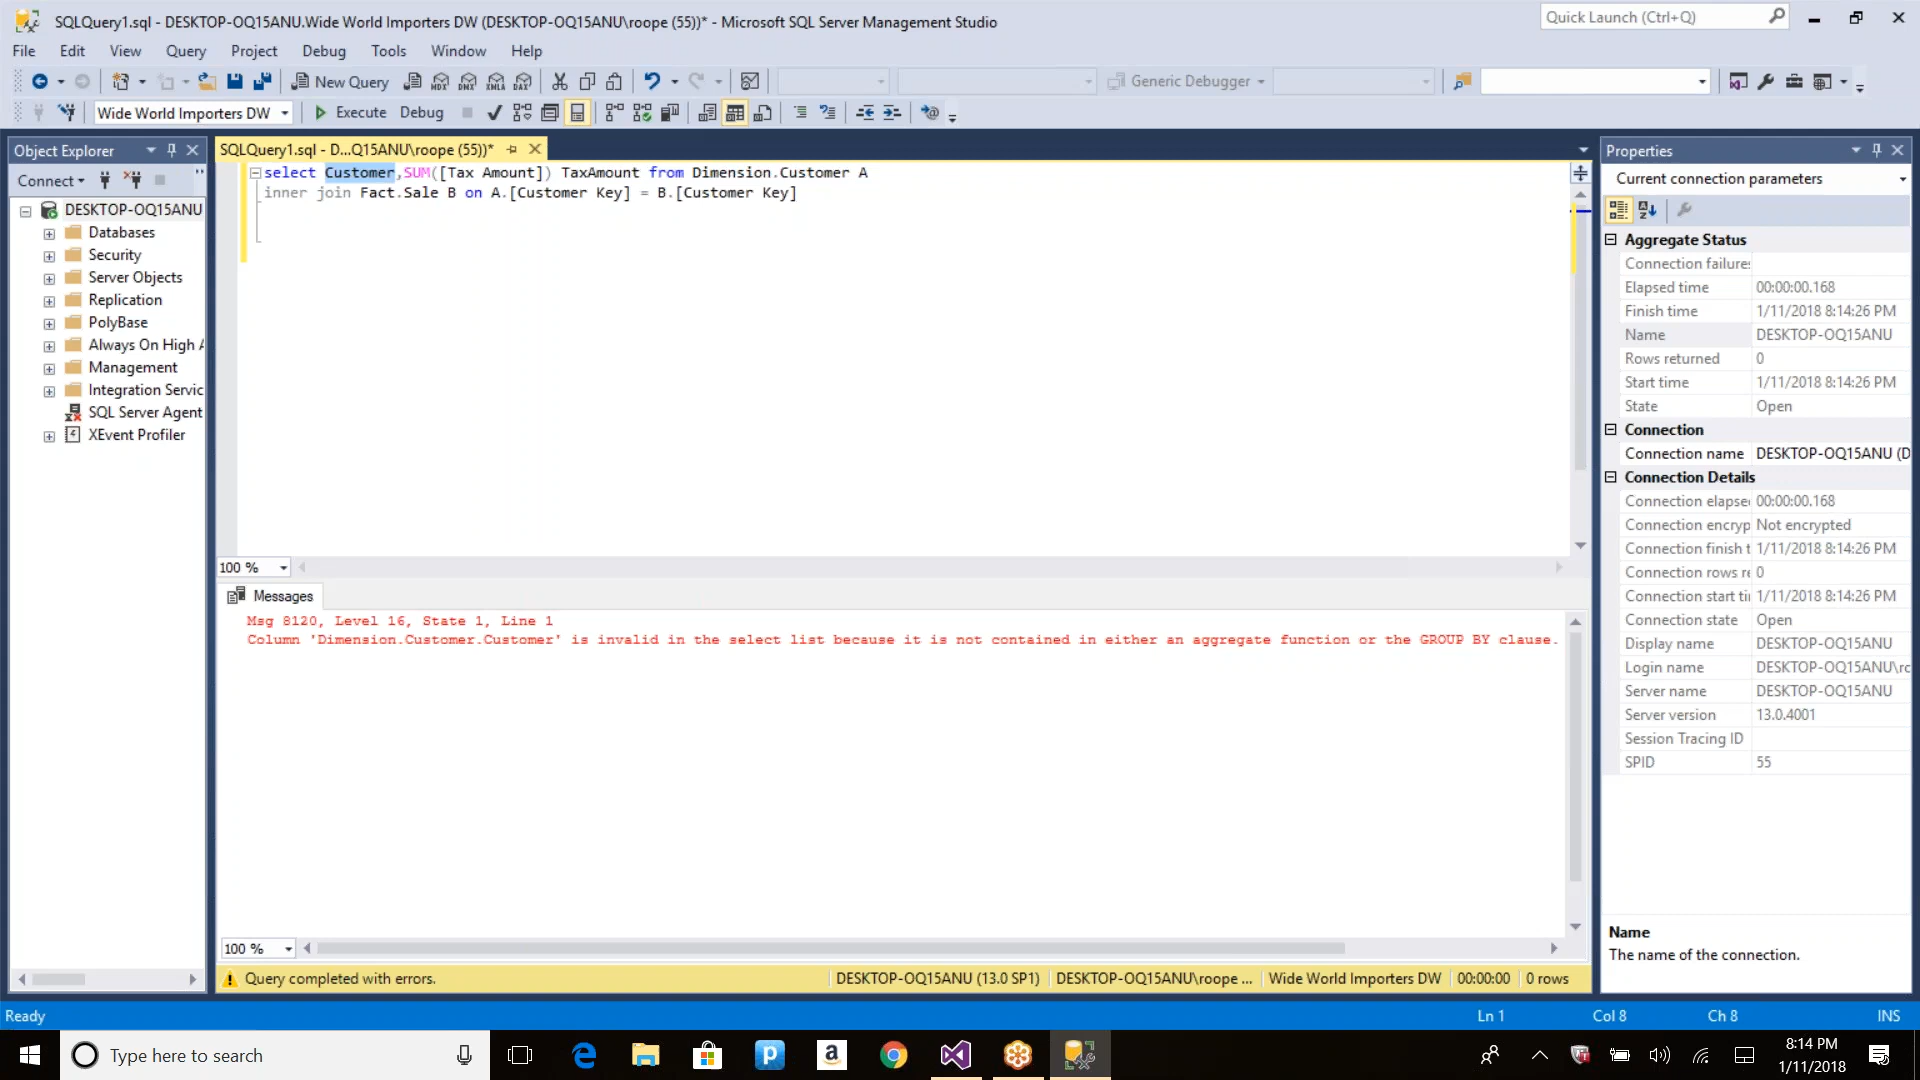 SQLQuery1.sql - DESKTOP-OQ15ANU.Wide World Importers DW (DESKTOP-OQ15ANU\roope (55))* - Microsoft SQL Server Management Studio
Quick Launch (Ctrl+Q)
File Edit View Query Project Debug Tools Window Help
New Query
Generic Debugger
Wide World Importers DW
Execute Debug
Object Explorer
SQLQuery1.sql - D...Q15ANU\roope (55))*
Connect
DESKTOP-OQ15ANU
Databases
Security
Server Objects
Replication
PolyBase
Always On High A
Management
Integration Servic
SQL Server Agent
XEvent Profiler
select Customer,SUM([Tax Amount]) TaxAmount from Dimension.Customer A
inner join Fact.Sale B on A.[Customer Key] = B.[Customer Key]
100 %
Messages
Msg 8120, Level 16, State 1, Line 1
Column 'Dimension.Customer.Customer' is invalid in the select list because it is not contained in either an aggregate function or the GROUP BY clause.
100 %
Query completed with errors.
DESKTOP-OQ15ANU (13.0 SP1) DESKTOP-OQ15ANU\roope ... Wide World Importers DW 00:00:00 0 rows
Properties
Current connection parameters
Aggregate Status
Connection failures
Elapsed time 00:00:00.168
Finish time 1/11/2018 8:14:26 PM
Name DESKTOP-OQ15ANU
Rows returned 0
Start time 1/11/2018 8:14:26 PM
State Open
Connection
Connection name DESKTOP-OQ15ANU (D
Connection Details
Connection elapse 00:00:00.168
Connection encryp Not encrypted
Connection finish t 1/11/2018 8:14:26 PM
Connection rows re 0
Connection start ti 1/11/2018 8:14:26 PM
Connection state Open
Display name DESKTOP-OQ15ANU
Login name DESKTOP-OQ15ANU\ro
Server name DESKTOP-OQ15ANU
Server version 13.0.4001
Session Tracing ID
SPID 55
Name
The name of the connection.
Ready
Ln 1 Col 8 Ch 8 INS
Type here to search
8:14 PM
1/11/2018